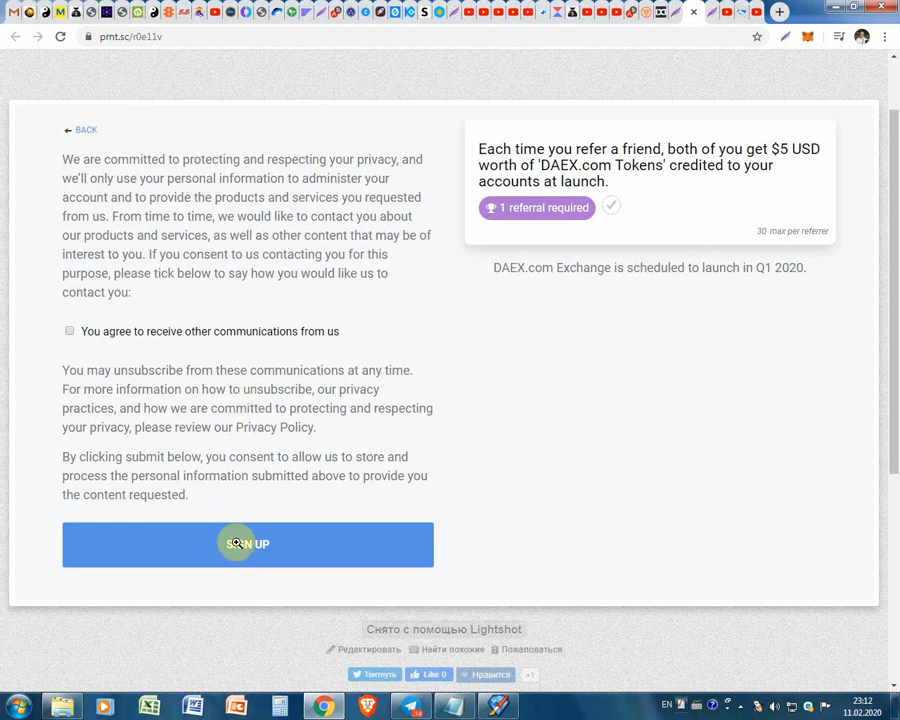 prnt.sc/r0e11v
BACK
We are committed to protecting and respecting your privacy, and
we'll only use your personal information to administer your
account and to provide the products and services you requested
from us. From time to time, we would like to contact you about
our products and services, as well as other content that may be of
interest to you. If you consent to us contacting you for this
purpose, please tick below to say how you would like us to
contact you:
You agree to receive other communications from us
You may unsubscribe from these communications at any time.
For more information on how to unsubscribe, our privacy
practices, and how we are committed to protecting and respecting
your privacy, please review our Privacy Policy.
By clicking submit below, you consent to allow us to store and
process the personal information submitted above to provide you
the content requested.
SIGN UP
Each time you refer a friend, both of you get $5 USD
worth of 'DAEX.com Tokens' credited to your
accounts at launch.
1 referral required
30 max per referrer
DAEX.com Exchange is scheduled to launch in Q1 2020.
Снято с помощью Lightshot
Редактировать Найти похожие Пожаловаться
Твитнуть Like 0 Нравится +1
EN 23:12
11.02.2020